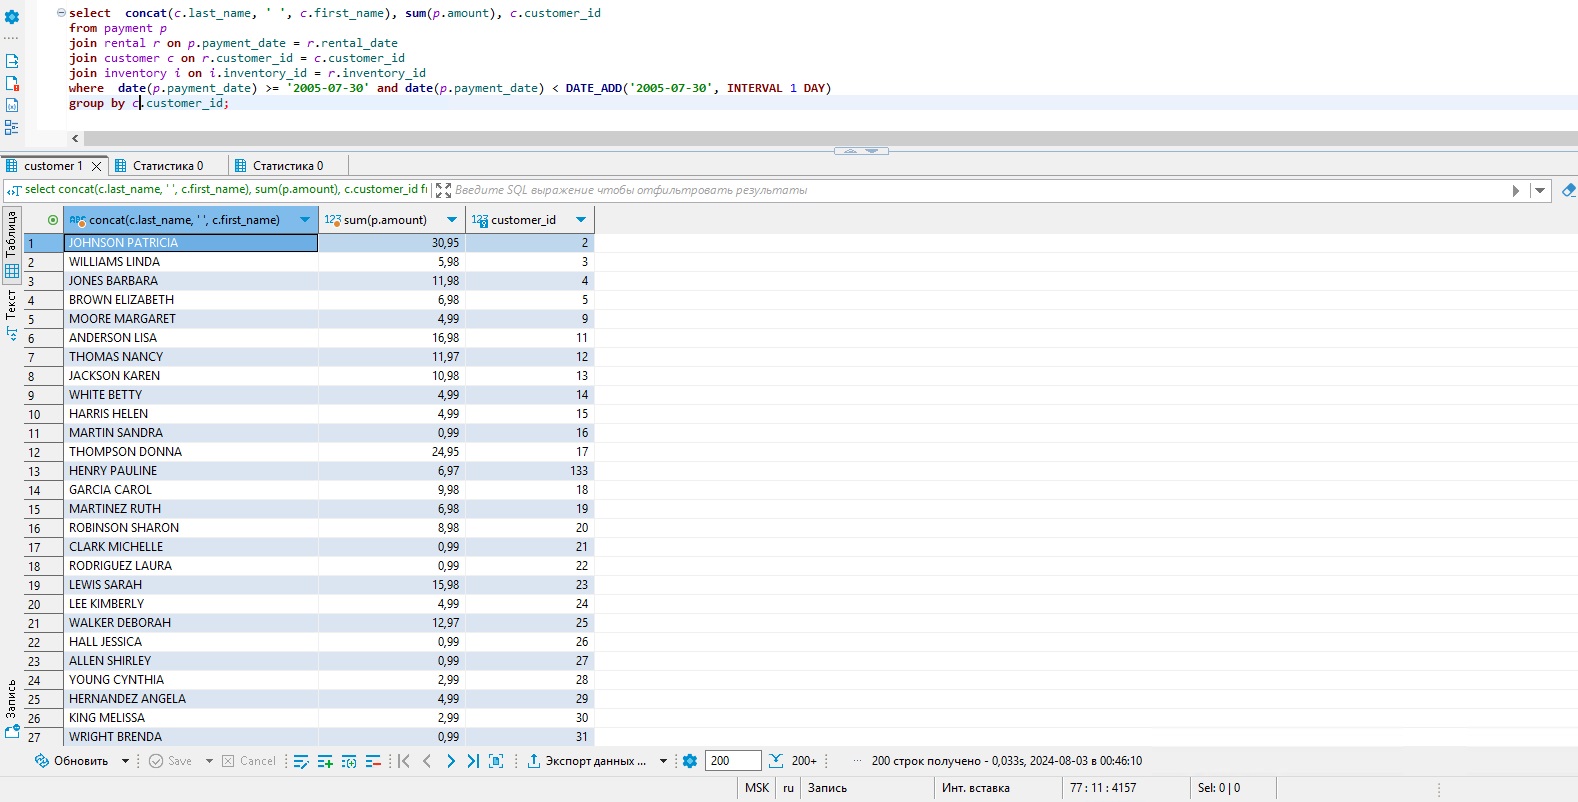 select  concat(c.last_name, ' ', c.first_name), sum(p.amount), c.customer_id
from payment p
join rental r on p.payment_date = r.rental_date
join customer c on r.customer_id = c.customer_id
join inventory i on i.inventory_id = r.inventory_id
where  date(p.payment_date) >= '2005-07-30' and date(p.payment_date) < DATE_ADD('2005-07-30', INTERVAL 1 DAY)
group by c.customer_id;
customer 1 Статистика 0 Статистика 0
select concat(c.last_name, ' ', c.first_name), sum(p.amount), c.customer_id fr Введите SQL выражение чтобы отфильтровать результаты
Таблица
Текст
Запись
ABC concat(c.last_name, ' ', c.first_name) 123 sum(p.amount) 123 customer_id
1 JOHNSON PATRICIA 30,95 2
2 WILLIAMS LINDA 5,98 3
3 JONES BARBARA 11,98 4
4 BROWN ELIZABETH 6,98 5
5 MOORE MARGARET 4,99 9
6 ANDERSON LISA 16,98 11
7 THOMAS NANCY 11,97 12
8 JACKSON KAREN 10,98 13
9 WHITE BETTY 4,99 14
10 HARRIS HELEN 4,99 15
11 MARTIN SANDRA 0,99 16
12 THOMPSON DONNA 24,95 17
13 HENRY PAULINE 6,97 133
14 GARCIA CAROL 9,98 18
15 MARTINEZ RUTH 6,98 19
16 ROBINSON SHARON 8,98 20
17 CLARK MICHELLE 0,99 21
18 RODRIGUEZ LAURA 0,99 22
19 LEWIS SARAH 15,98 23
20 LEE KIMBERLY 4,99 24
21 WALKER DEBORAH 12,97 25
22 HALL JESSICA 0,99 26
23 ALLEN SHIRLEY 0,99 27
24 YOUNG CYNTHIA 2,99 28
25 HERNANDEZ ANGELA 4,99 29
26 KING MELISSA 2,99 30
27 WRIGHT BRENDA 0,99 31
Обновить Save Cancel Экспорт данных ... 200 200+ ... 200 строк получено - 0,033s, 2024-08-03 в 00:46:10
MSK ru Запись Инт. вставка 77 : 11 : 4157 Sel: 0 | 0